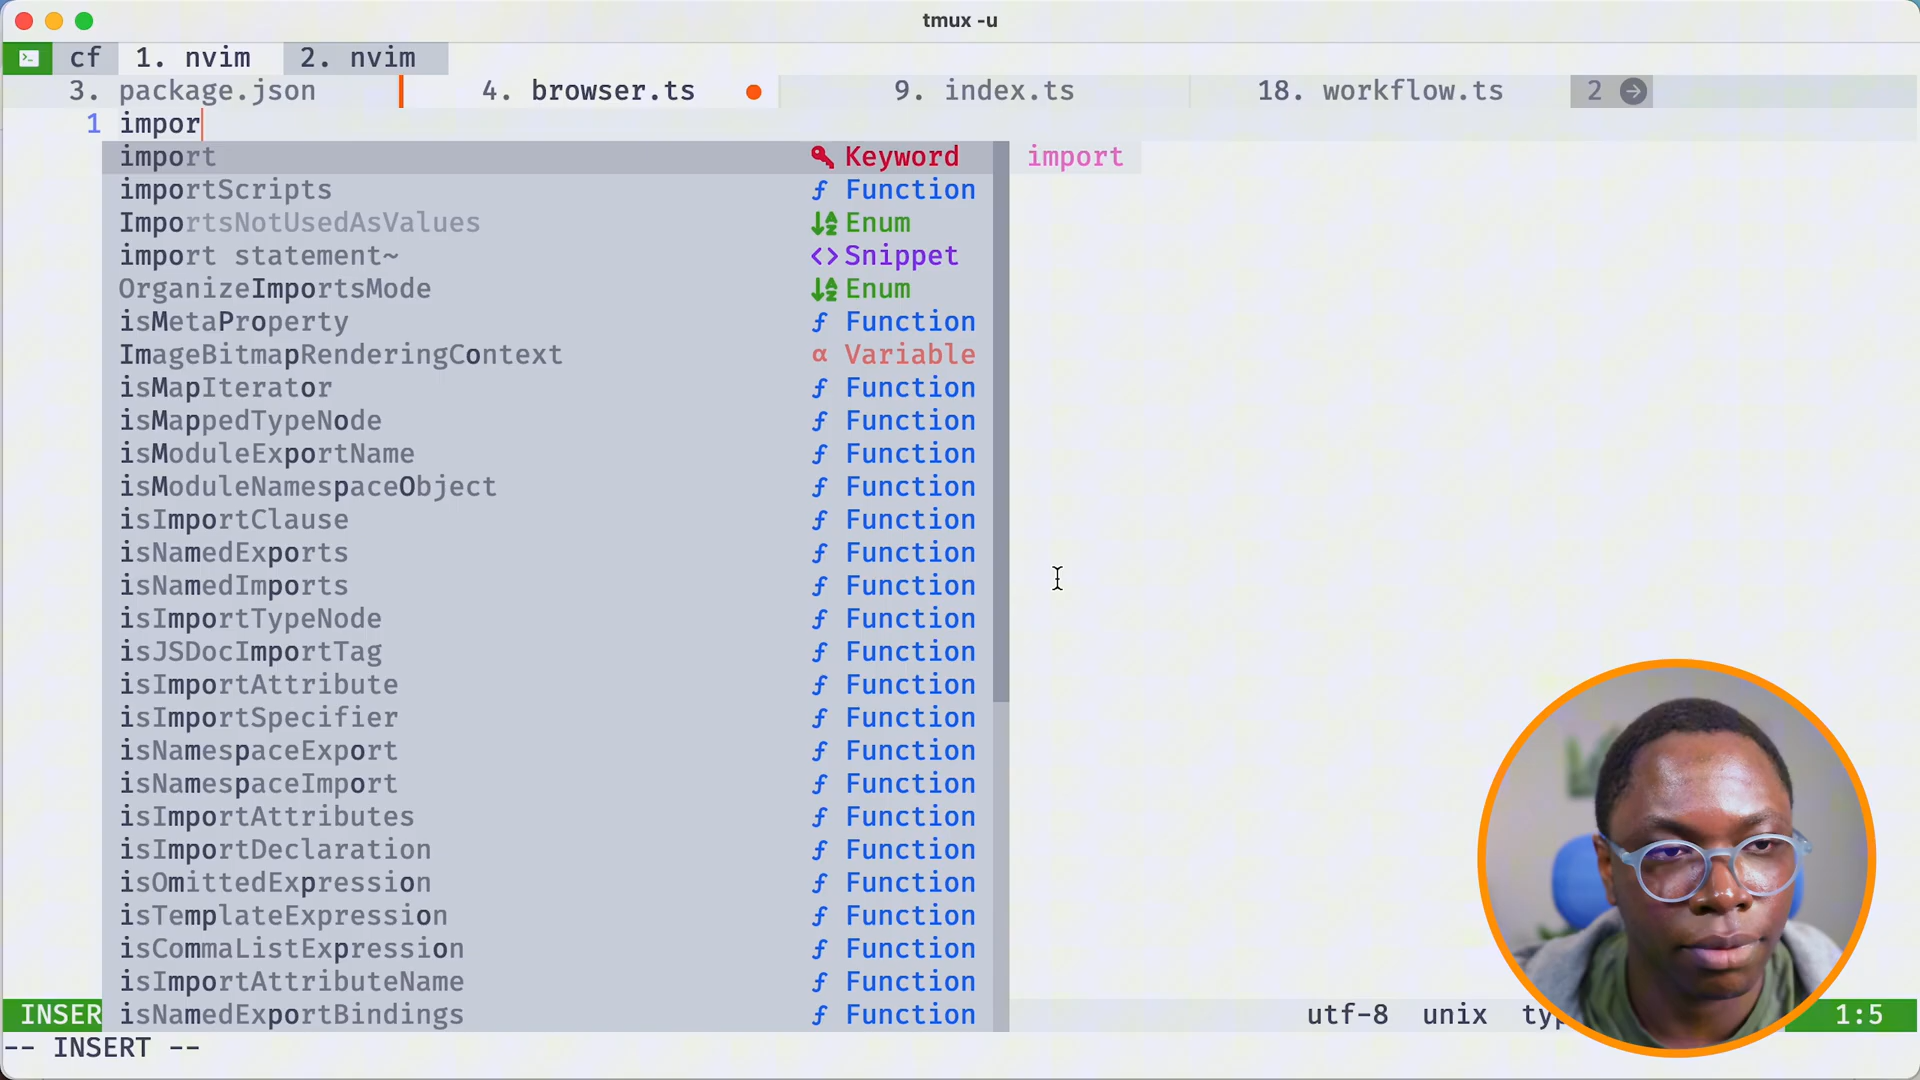 tmux -u
cf 1. nvim 2. nvim
3. package.json 4. browser.ts 9. index.ts 18. workflow.ts 2
1 impor
import Keyword import
importScripts Function
ImportsNotUsedAsValues Enum
import statement~ Snippet
OrganizeImportsMode Enum
isMetaProperty Function
ImageBitmapRenderingContext α Variable
isMapIterator Function
isMappedTypeNode Function
isModuleExportName Function
isModuleNamespaceObject Function
isImportClause Function
isNamedExports Function
isNamedImports Function
isImportTypeNode Function
isJSDocImportTag Function
isImportAttribute Function
isImportSpecifier Function
isNamespaceExport Function
isNamespaceImport Function
isImportAttributes Function
isImportDeclaration Function
isOmittedExpression Function
isTemplateExpression Function
isCommaListExpression Function
isImportAttributeName Function
isNamedExportBindings Function
INSER utf-8 unix typ 1:5
-- INSERT --